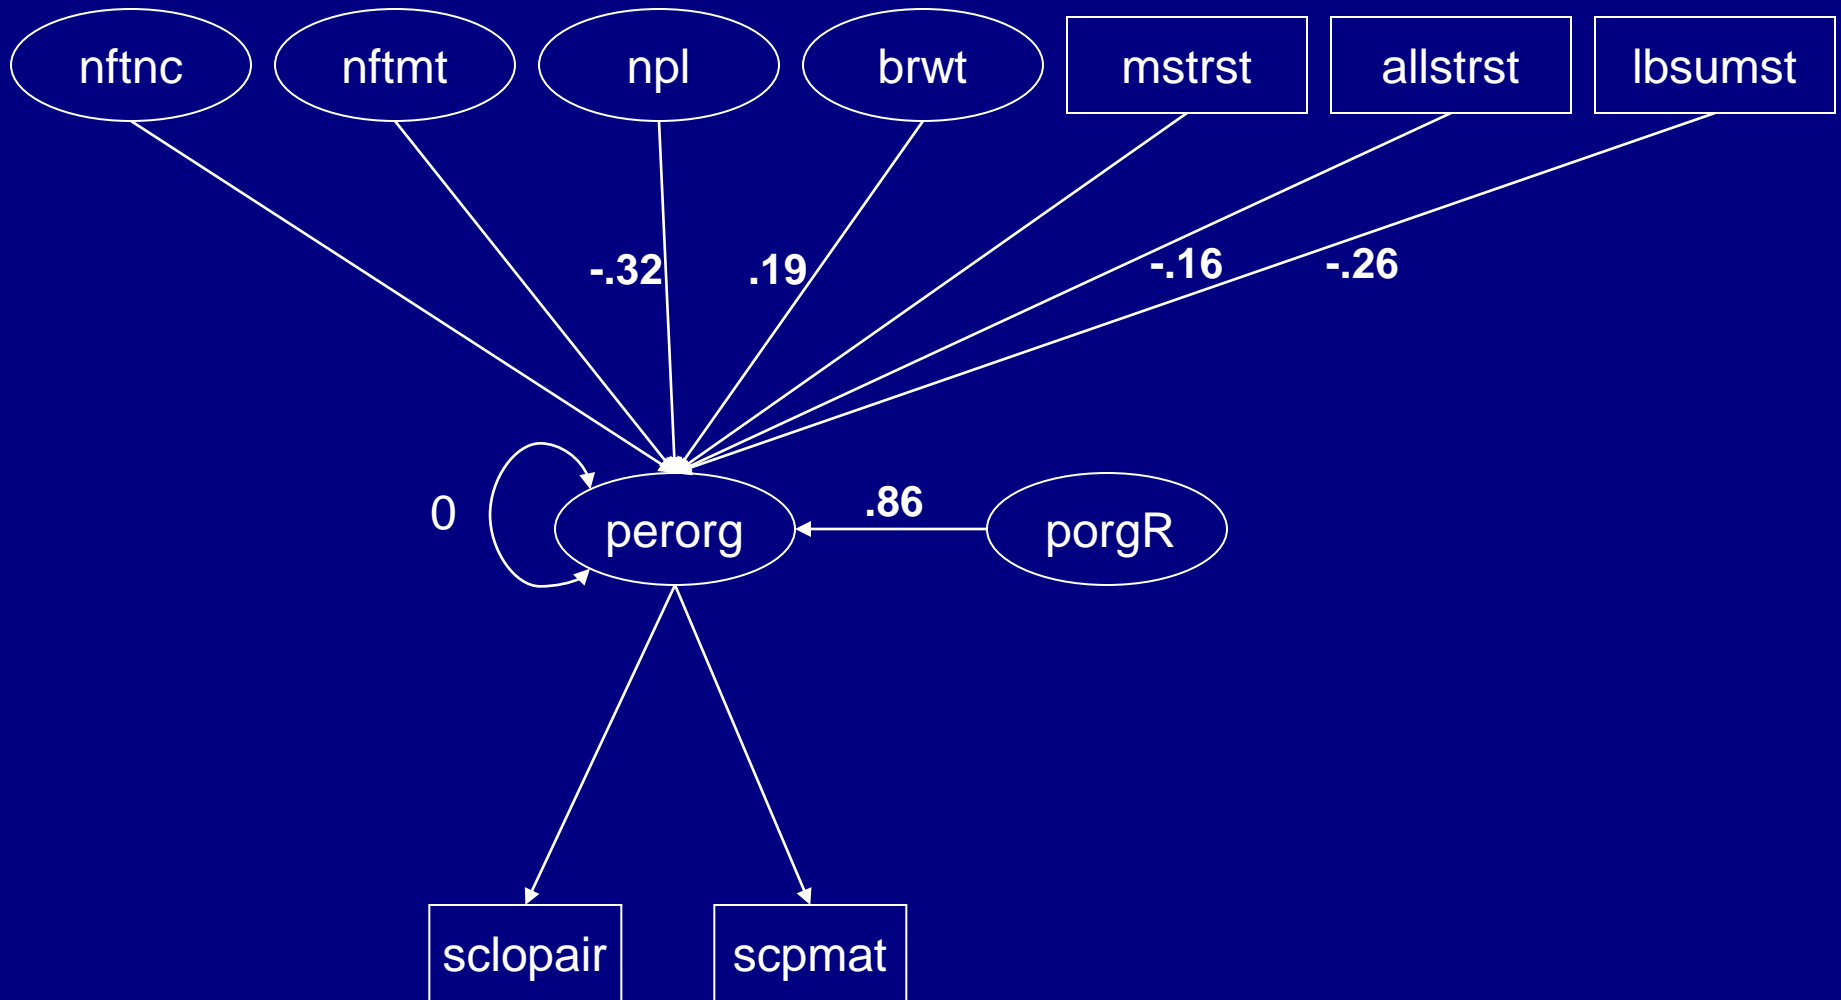 nftnc
nftmt
npl
brwt
mstrst
allstrst
lbsumst
-.32
.19
-.16
-.26
0
perorg
.86
porgR
sclopair
scpmat